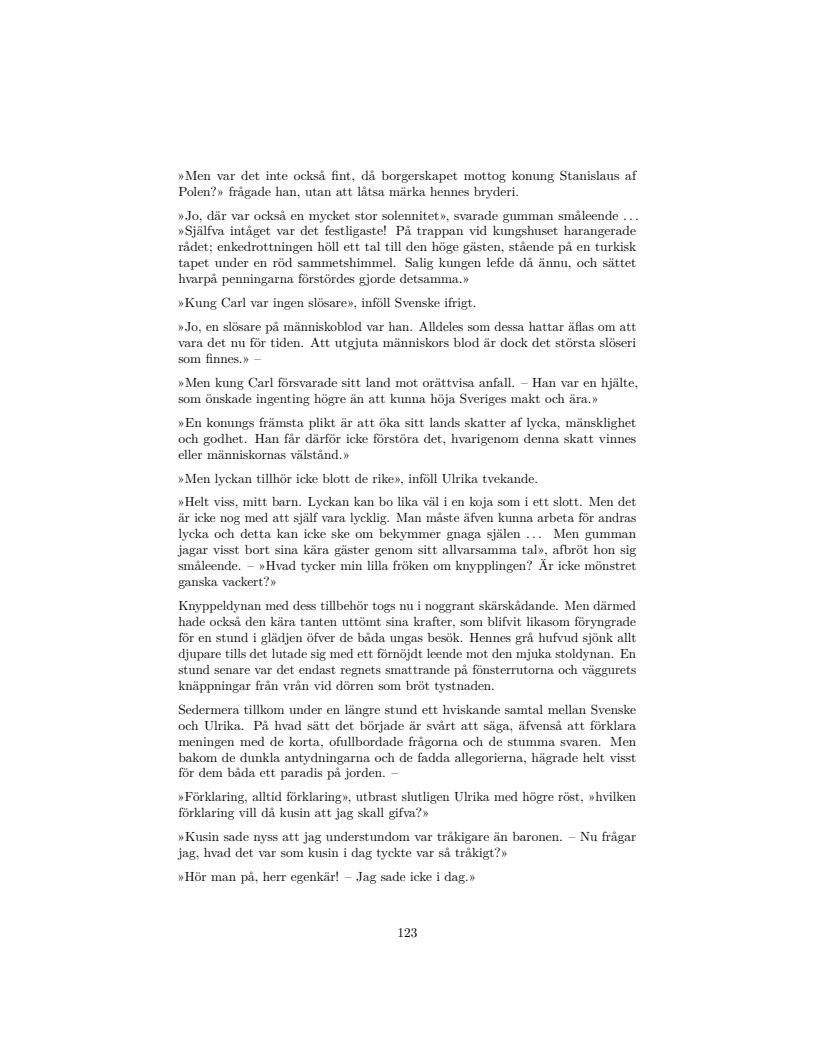 »Men var det inte också fint, då borgerskapet mottog konung Stanislaus af
Polen?» frågade han, utan att låtsa märka hennes bryderi.
»Jo, där var också en mycket stor solennitet», svarade gumman småleende ...
»Själfva intåget var det festligaste! På trappan vid kungshuset harangerade
rådet; enkedrottningen höll ett tal till den höge gästen, stående på en turkisk
tapet under en röd sammetshimmel. Salig kungen lefde då ännu, och sättet
hvarpå penningarna förstördes gjorde detsamma.»
»Kung Carl var ingen slösare», inföll Svenske ifrigt.
»Jo, en slösare på människoblod var han. Alldeles som dessa hattar äflas om att
vara det nu för tiden. Att utgjuta människors blod är dock det största slöseri
som finnes.» –
»Men kung Carl försvarade sitt land mot orättvisa anfall. – Han var en hjälte,
som önskade ingenting högre än att kunna höja Sveriges makt och ära.»
»En konungs främsta plikt är att öka sitt lands skatter af lycka, mänsklighet
och godhet. Han får därför icke förstöra det, hvarigenom denna skatt vinnes
eller människornas välstånd.»
»Men lyckan tillhör icke blott de rike», inföll Ulrika tvekande.
»Helt viss, mitt barn. Lyckan kan bo lika väl i en koja som i ett slott. Men det
är icke nog med att själf vara lycklig. Man måste äfven kunna arbeta för andras
lycka och detta kan icke ske om bekymmer gnaga själen ... Men gumman
jagar visst bort sina kära gäster genom sitt allvarsamma tal», afbröt hon sig
småleende. – »Hvad tycker min lilla fröken om knypplingen? Är icke mönstret
ganska vackert?»
Knyppeldynan med dess tillbehör togs nu i noggrant skärskådande. Men därmed
hade också den kära tanten uttömt sina krafter, som blifvit likasom föryngrade
för en stund i glädjen öfver de båda ungas besök. Hennes grå hufvud sjönk allt
djupare tills det lutade sig med ett förnöjdt leende mot den mjuka stoldynan. En
stund senare var det endast regnets smattrande på fönsterrutorna och väggurets
knäppningar från vrån vid dörren som bröt tystnaden.
Sedermera tillkom under en längre stund ett hviskande samtal mellan Svenske
och Ulrika. På hvad sätt det började är svårt att säga, äfvenså att förklara
meningen med de korta, ofullbordade frågorna och de stumma svaren. Men
bakom de dunkla antydningarna och de fadda allegorierna, hägrade helt visst
för dem båda ett paradis på jorden. –
»Förklaring, alltid förklaring», utbrast slutligen Ulrika med högre röst, »hvilken
förklaring vill då kusin att jag skall gifva?»
»Kusin sade nyss att jag understundom var tråkigare än baronen. – Nu frågar
jag, hvad det var som kusin i dag tyckte var så tråkigt?»
»Hör man på, herr egenkär! – Jag sade icke i dag.»
123